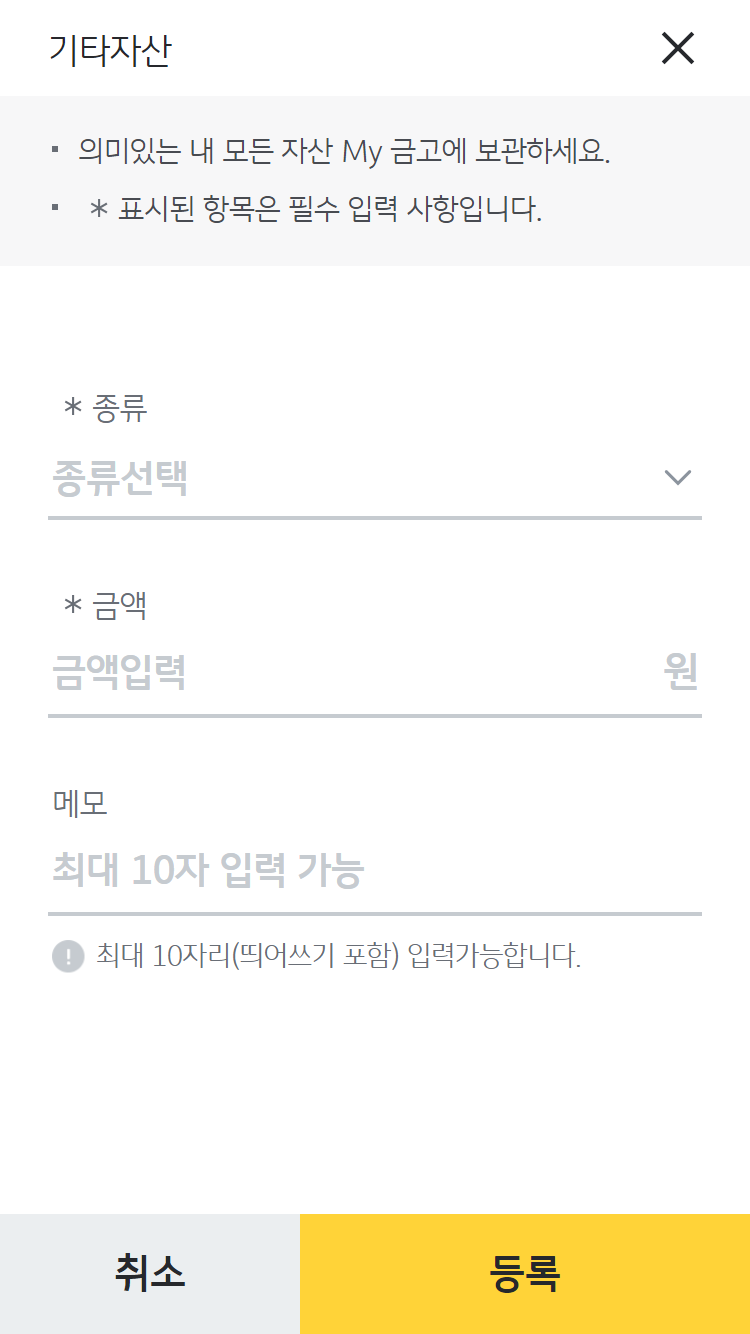 기타자산
의미있는 내 모든 자산 My 금고에 보관하세요.
* 표시된 항목은 필수 입력 사항입니다.
* 종류
종류선택
* 금액
금액입력 원
메모
최대 10자 입력 가능
! 최대 10자리(띄어쓰기 포함) 입력가능합니다.
취소 등록